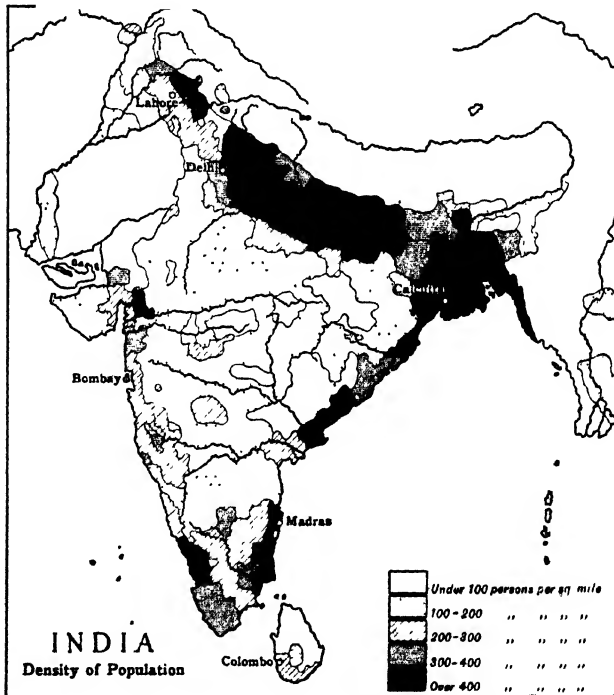 Lahore
Delhi
Calcutta
Bombay
Madras
Colombo
INDIA
Density of Population
Under 100 persons per sq mile
100-200 ,, ,, ,, ,,
200-300 ,, ,, ,, ,,
300-400 ,, ,, ,, ,,
Over 400 ,, ,, ,, ,,